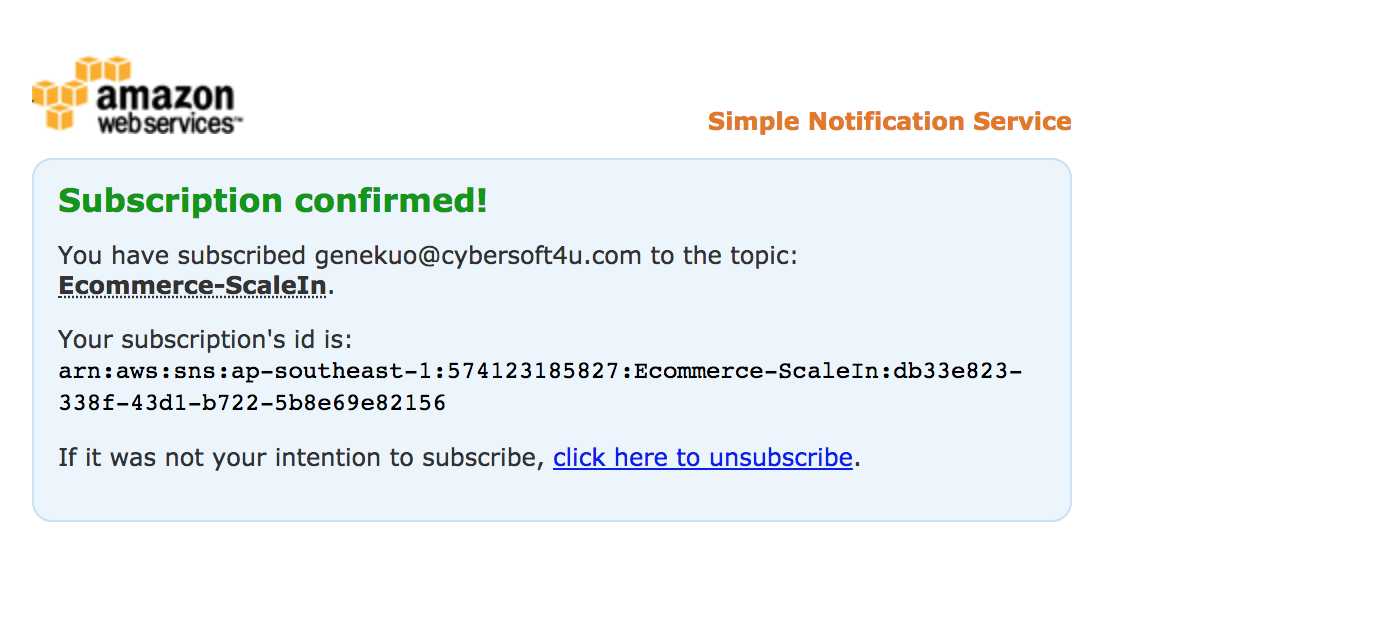 amazon
webservices™
Simple Notification Service
Subscription confirmed!
You have subscribed genekuo@cybersoft4u.com to the topic:
Ecommerce-ScaleIn.
Your subscription's id is:
arn:aws:sns:ap-southeast-1:574123185827:Ecommerce-ScaleIn:db33e823-
338f-43d1-b722-5b8e69e82156
If it was not your intention to subscribe, click here to unsubscribe.